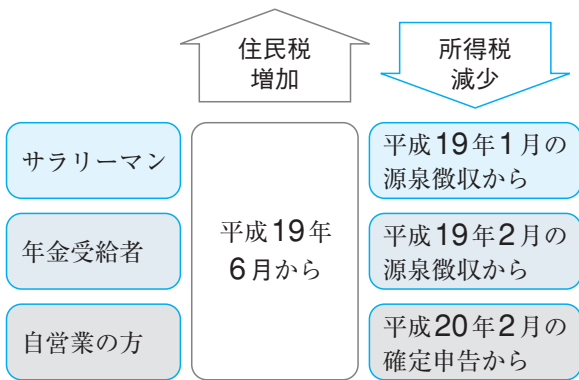 住民税
増加
所得税
減少
サラリーマン
平成19年
6月から
平成19年1月の
源泉徴収から
年金受給者
平成19年2月の
源泉徴収から
自営業の方
平成20年2月の
確定申告から